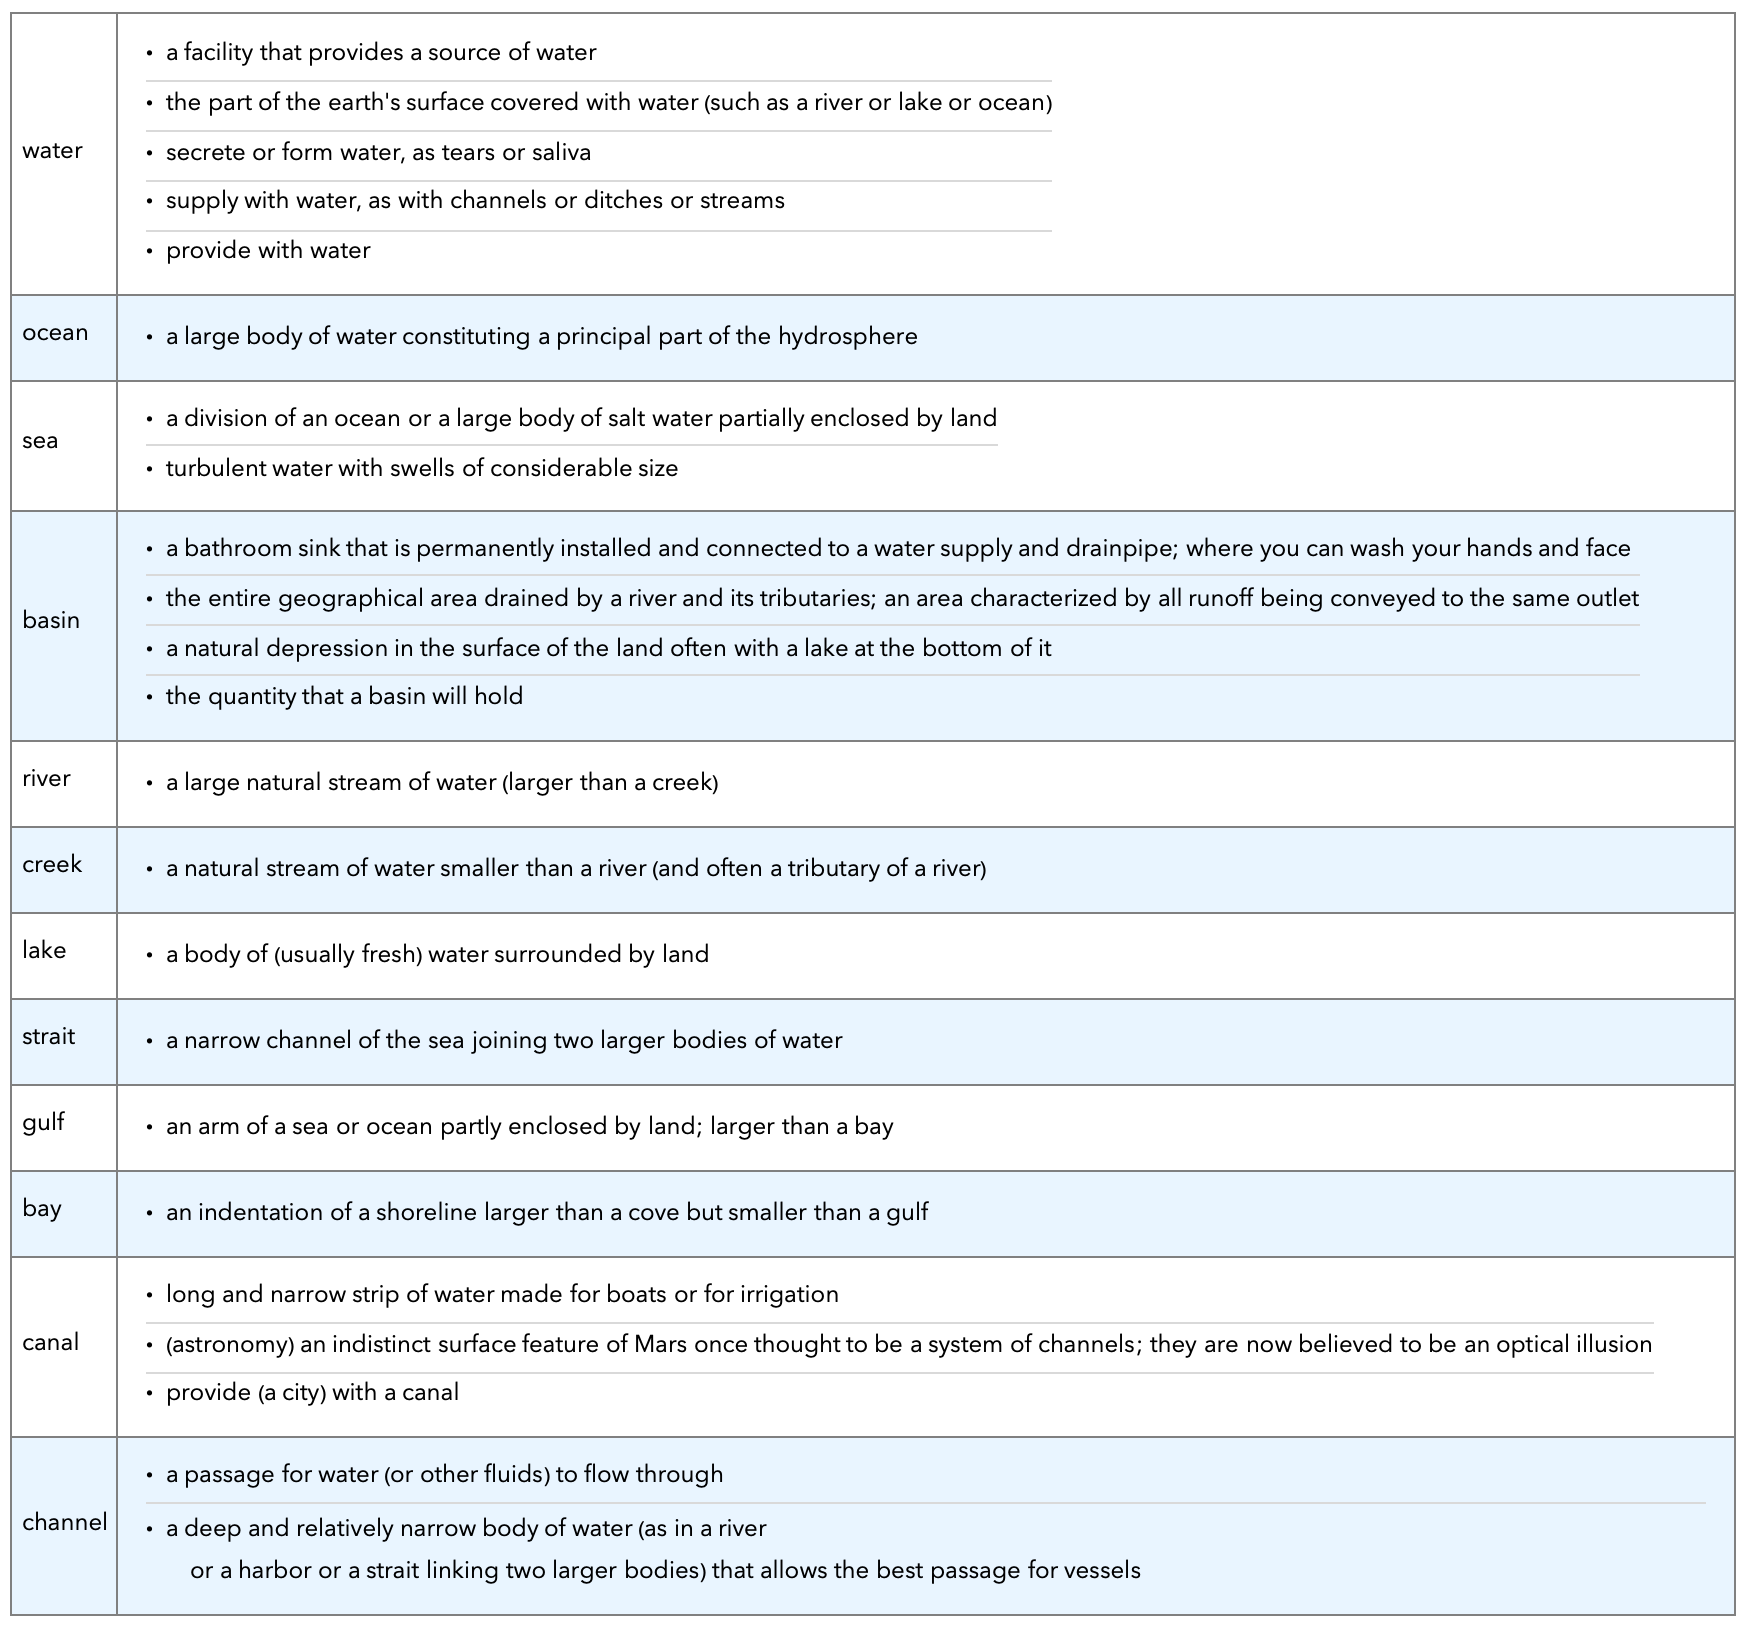 water
• a facility that provides a source of water
• the part of the earth's surface covered with water (such as a river or lake or ocean)
• secrete or form water, as tears or saliva
• supply with water, as with channels or ditches or streams
• provide with water
ocean
• a large body of water constituting a principal part of the hydrosphere
sea
• a division of an ocean or a large body of salt water partially enclosed by land
• turbulent water with swells of considerable size
basin
• a bathroom sink that is permanently installed and connected to a water supply and drainpipe; where you can wash your hands and face
• the entire geographical area drained by a river and its tributaries; an area characterized by all runoff being conveyed to the same outlet
• a natural depression in the surface of the land often with a lake at the bottom of it
• the quantity that a basin will hold
river
• a large natural stream of water (larger than a creek)
creek
• a natural stream of water smaller than a river (and often a tributary of a river)
lake
• a body of (usually fresh) water surrounded by land
strait
• a narrow channel of the sea joining two larger bodies of water
gulf
• an arm of a sea or ocean partly enclosed by land; larger than a bay
bay
• an indentation of a shoreline larger than a cove but smaller than a gulf
canal
• long and narrow strip of water made for boats or for irrigation
• (astronomy) an indistinct surface feature of Mars once thought to be a system of channels; they are now believed to be an optical illusion
• provide (a city) with a canal
channel
• a passage for water (or other fluids) to flow through
• a deep and relatively narrow body of water (as in a river
or a harbor or a strait linking two larger bodies) that allows the best passage for vessels